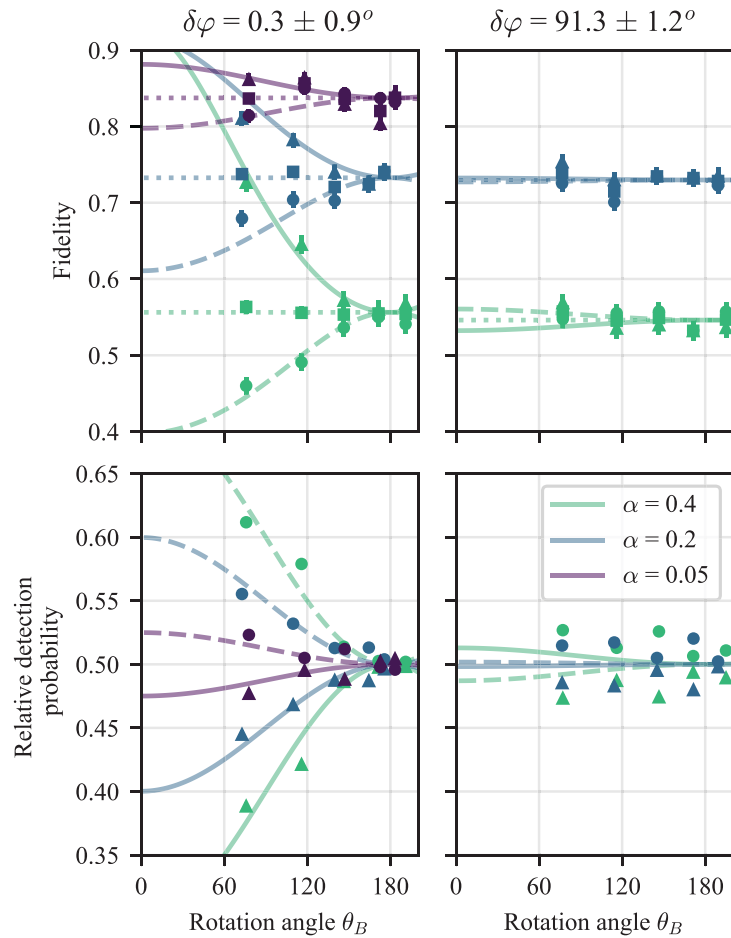 δφ = 0.3 ± 0.9°
δφ = 91.3 ± 1.2°
0.9
0.8
0.7
0.6
0.5
0.4
Fidelity
0.65
0.60
0.55
0.50
0.45
0.40
0.35
Relative detection
probability
α = 0.4
α = 0.2
α = 0.05
0 60 120 180
0 60 120 180
Rotation angle θ_B
Rotation angle θ_B